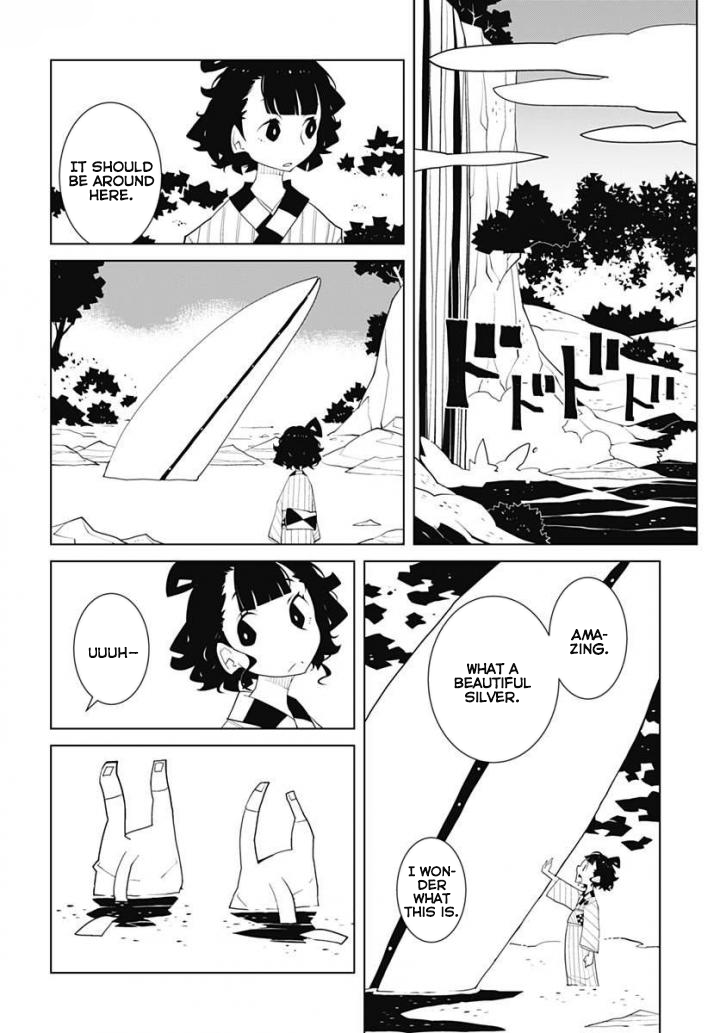 ドドドド
IT SHOULD
BE AROUND
HERE.
AMA-
ZING.
WHAT A
BEAUTIFUL
SILVER.
I WON-
DER
WHAT
THIS IS.
UUUH—